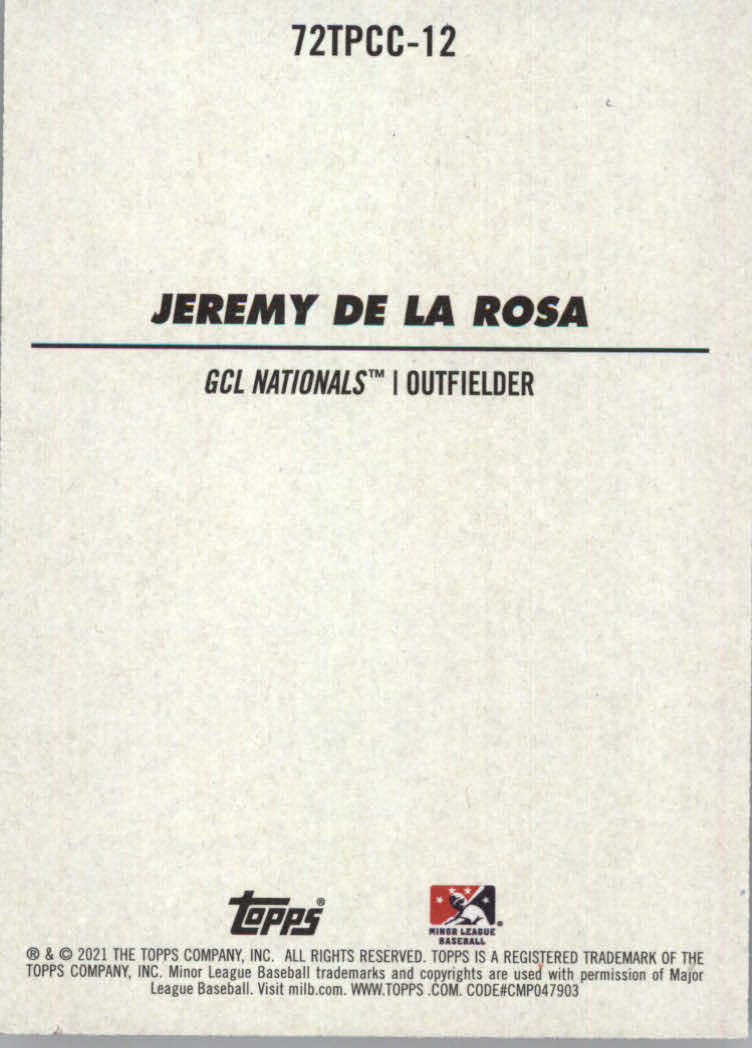 72TPCC-12
JEREMY DE LA ROSA
GCL NATIONALS™ | OUTFIELDER
Topps®
MINOR LEAGUE
BASEBALL
® & © 2021 THE TOPPS COMPANY, INC. ALL RIGHTS RESERVED. TOPPS IS A REGISTERED TRADEMARK OF THE
TOPPS COMPANY, INC. Minor League Baseball trademarks and copyrights are used with permission of Major
League Baseball. Visit milb.com. WWW.TOPPS .COM. CODE#CMP047903